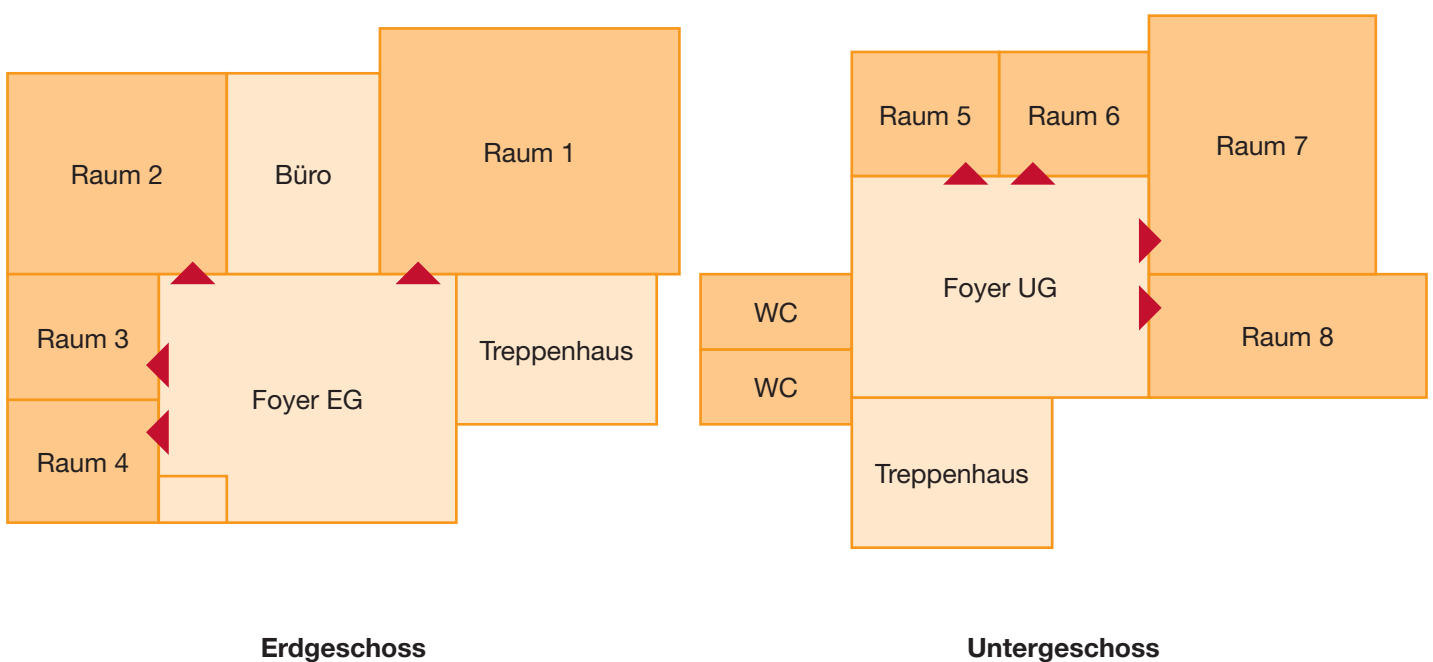 Raum 1
Raum 2
Büro
Raum 3
Treppenhaus
Foyer EG
Raum 4
Erdgeschoss
Raum 5
Raum 6
Raum 7
Foyer UG
WC
Raum 8
WC
Treppenhaus
Untergeschoss